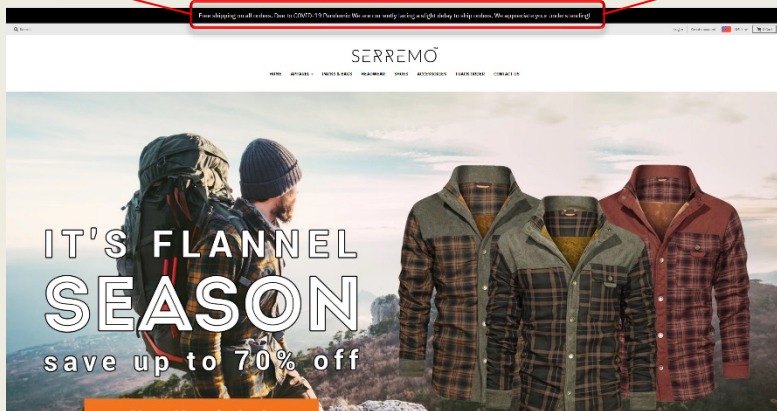 Free shipping on all orders. Due to COVID-19 Pandemic We are currently facing a slight delay to ship orders. We appreciate your understanding!
Search
SERREMO
HOME APPAREL PACKS & BAGS HEADWEAR SHOES ACCESSORIES TRACK ORDER CONTACT US
IT'S FLANNEL
SEASON
save up to 70% off